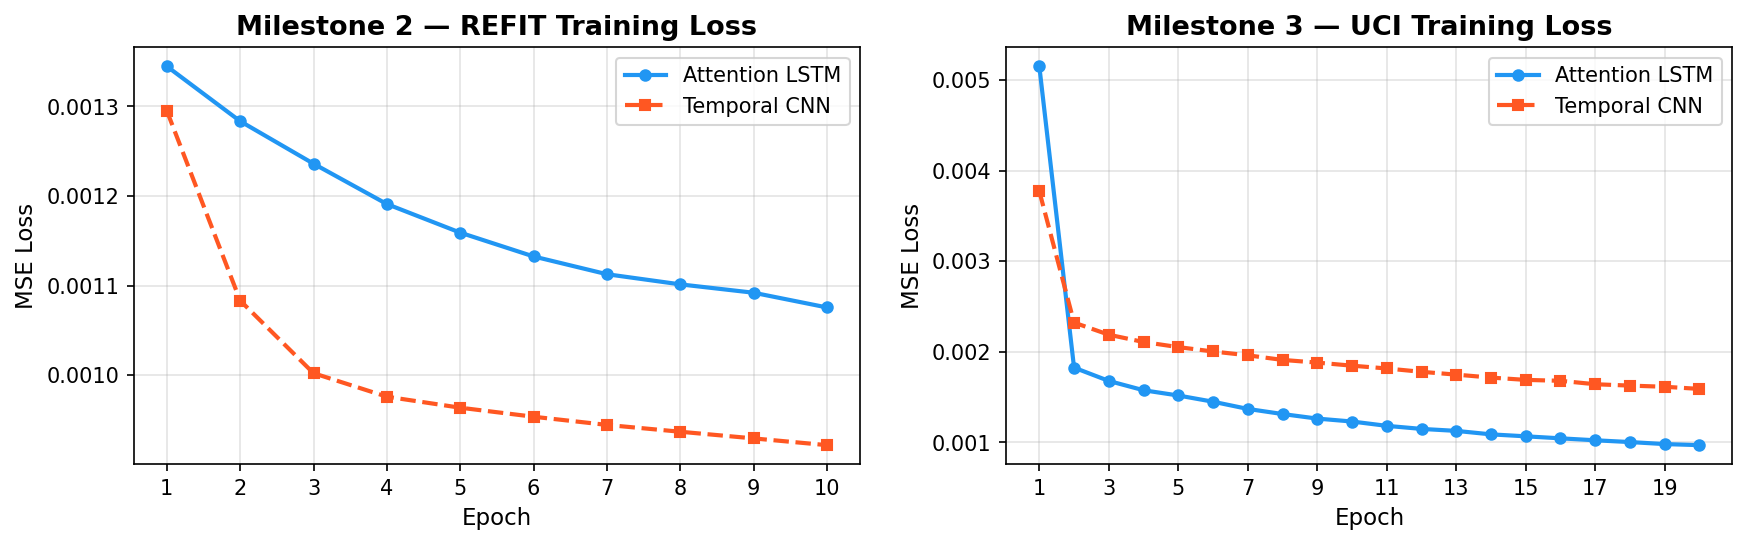 Milestone 2 — REFIT Training Loss
Attention LSTM
Temporal CNN
MSE Loss
0.0013
0.0012
0.0011
0.0010
1 2 3 4 5 6 7 8 9 10
Epoch
Milestone 3 — UCI Training Loss
Attention LSTM
Temporal CNN
MSE Loss
0.005
0.004
0.003
0.002
0.001
1 3 5 7 9 11 13 15 17 19
Epoch